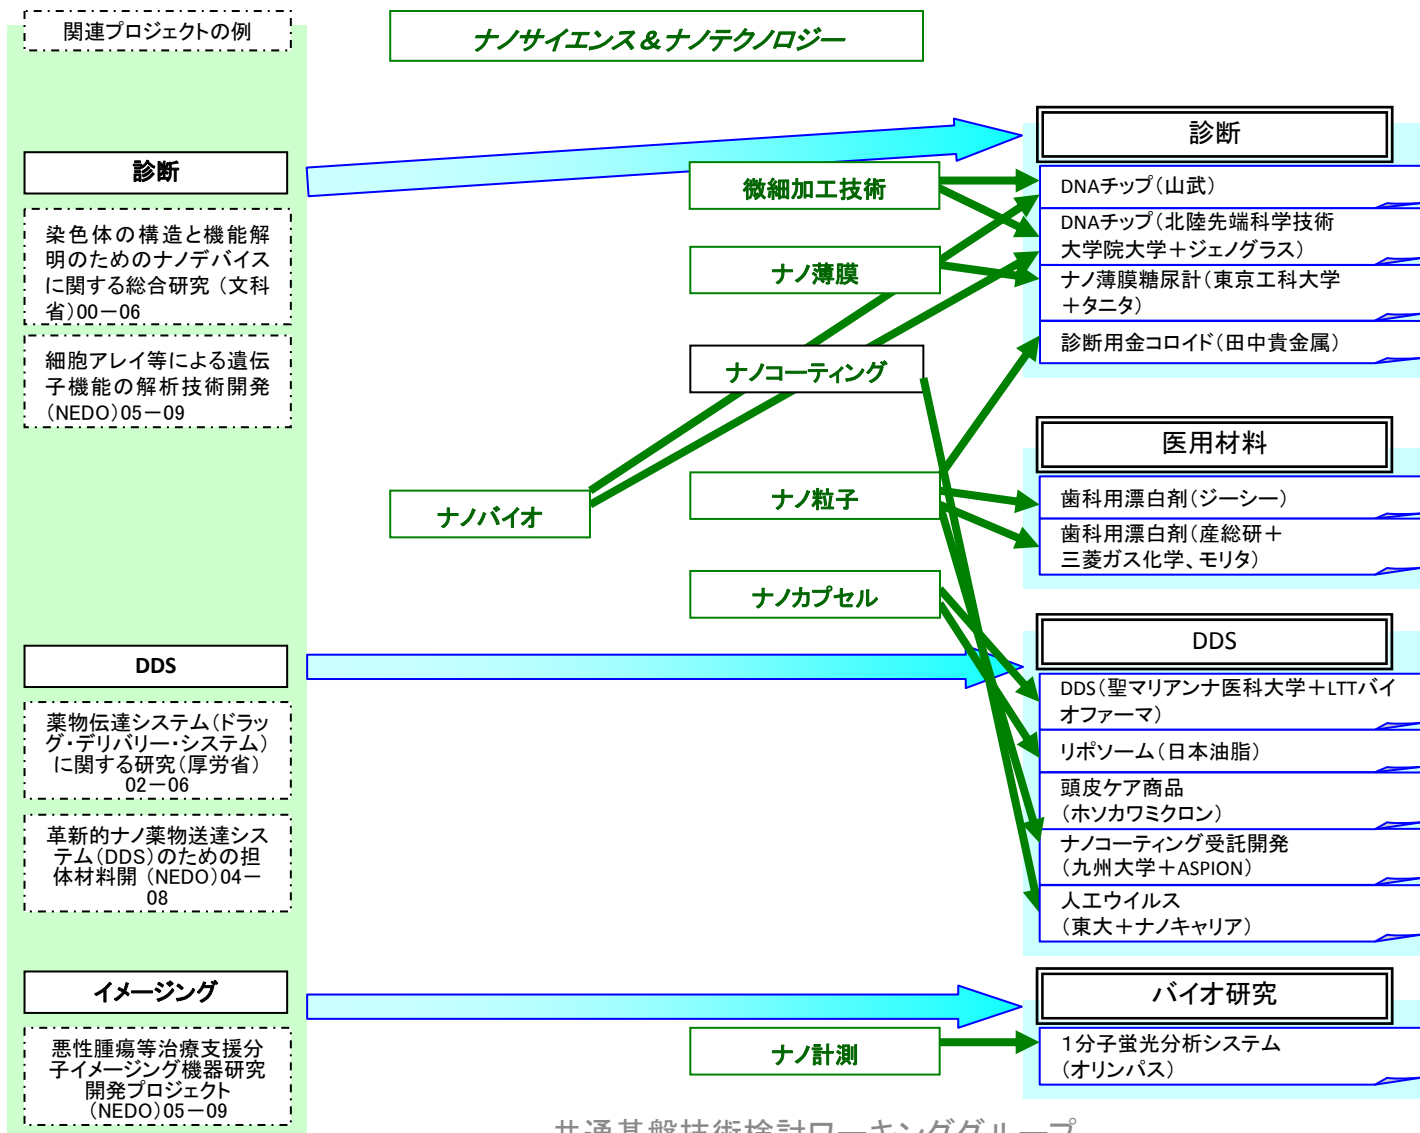 関連プロジェクトの例
ナノサイエンス＆ナノテクノロジー
診断
染色体の構造と機能解
明のためのナノデバイス
に関する総合研究（文科
省）00－06
細胞アレイ等による遺伝
子機能の解析技術開発
（NEDO）05－09
DDS
薬物伝達システム（ドラッ
グ・デリバリー・システム）
に関する研究（厚労省）
02－06
革新的ナノ薬物送達シス
テム（DDS）のための担
体材料開（NEDO）04－
08
イメージング
悪性腫瘍等治療支援分
子イメージング機器研究
開発プロジェクト
（NEDO）05－09
ナノバイオ
微細加工技術
ナノ薄膜
ナノコーティング
ナノ粒子
ナノカプセル
ナノ計測
診断
DNAチップ（山武）
DNAチップ（北陸先端科学技術
大学院大学＋ジェノグラス）
ナノ薄膜糖尿計（東京工科大学
＋タニタ）
診断用金コロイド（田中貴金属）
医用材料
歯科用漂白剤（ジーシー）
歯科用漂白剤（産総研＋
三菱ガス化学、モリタ）
DDS
DDS（聖マリアンナ医科大学＋LTTバイ
オファーマ）
リポソーム（日本油脂）
頭皮ケア商品
（ホソカワミクロン）
ナノコーティング受託開発
（九州大学＋ASPION）
人工ウイルス
（東大＋ナノキャリア）
バイオ研究
1分子蛍光分析システム
（オリンパス）
共通基盤技術検討ワーキンググループ